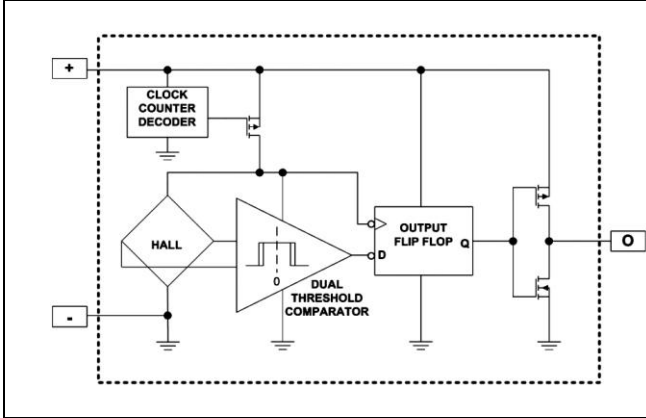 +
CLOCK
COUNTER
DECODER
HALL
0
DUAL
THRESHOLD
COMPARATOR
D
OUTPUT
FLIP FLOP
Q
O
-